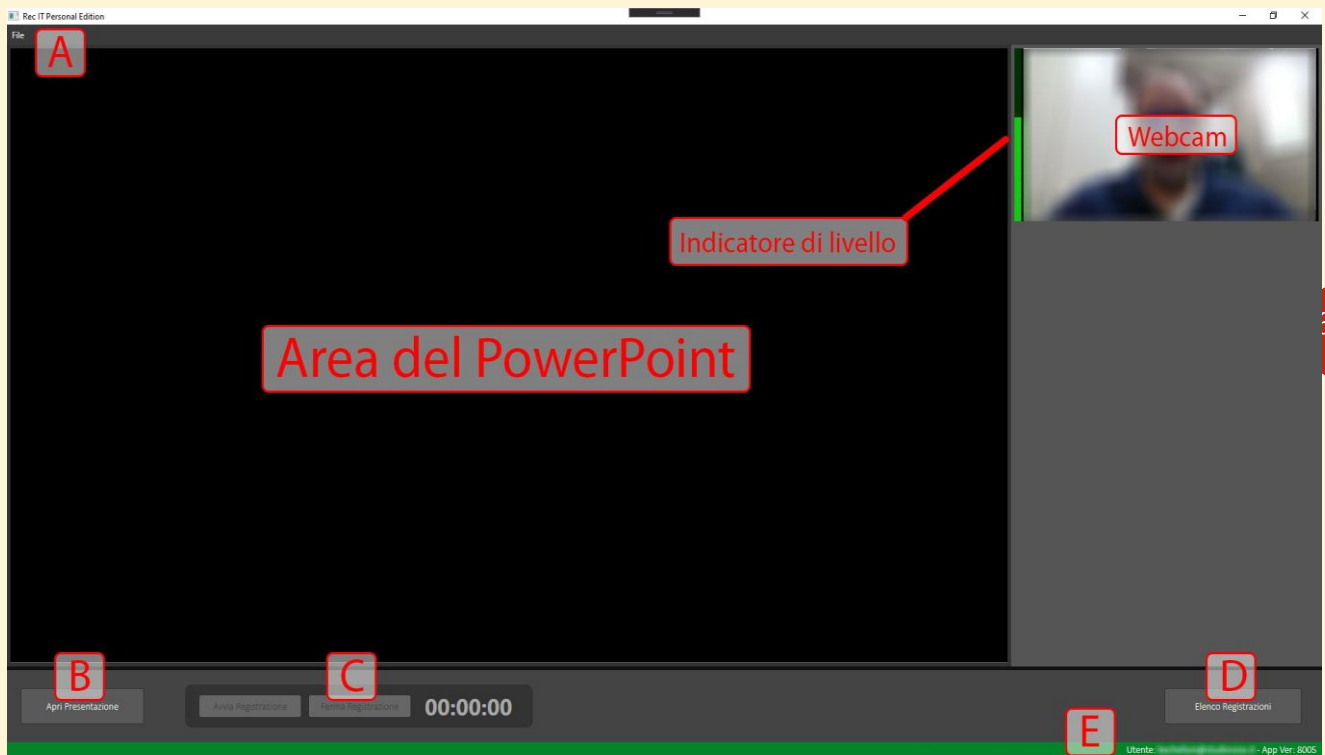 Rec IT Personal Edition
File
A
Webcam
Indicatore di livello
Area del PowerPoint
B
C
D
Apri Presentazione
Avvia Registrazione
Ferma Registrazione
00:00:00
Elenco Registrazioni
E
Utente: - App Ver: 8005